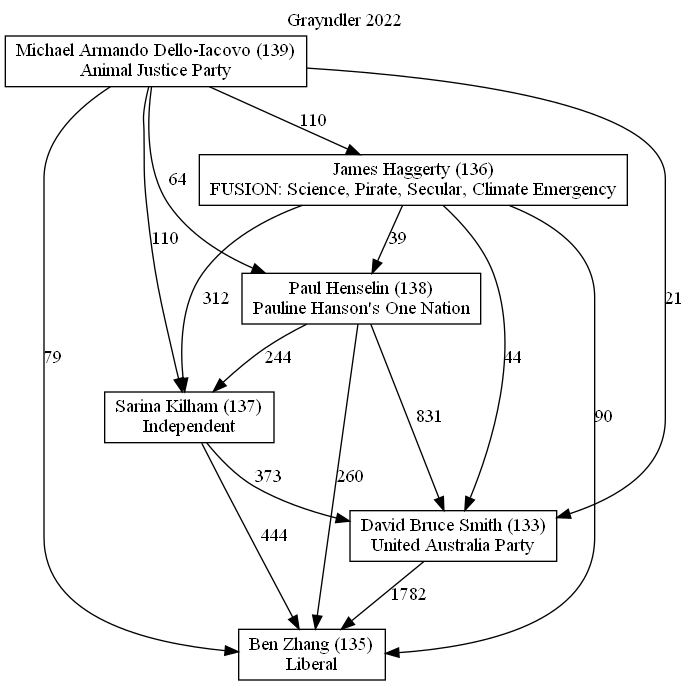 Grayndler 2022
Michael Armando Dello-Iacovo (139)
Animal Justice Party
110
James Haggerty (136)
FUSION: Science, Pirate, Secular, Climate Emergency
64
110
39
312
Paul Henselin (138)
Pauline Hanson's One Nation
21
79
244
44
Sarina Kilham (137)
Independent
831
90
373
260
David Bruce Smith (133)
United Australia Party
444
1782
Ben Zhang (135)
Liberal